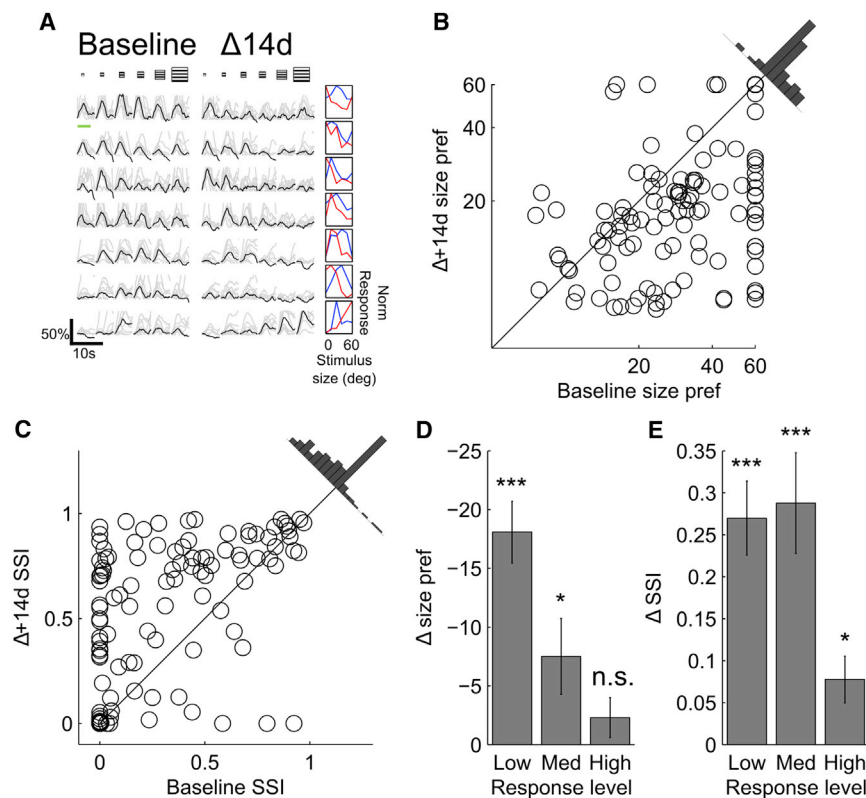 A
Baseline Δ14d
50%
10s
Norm
Response
0 60
Stimulus
size (deg)
B
Δ+14d size pref
60
40
20
20 40 60
Baseline size pref
C
Δ+14d SSI
1
0.5
0
0 0.5 1
Baseline SSI
D
Δ size pref
−25
−20
−15
−10
−5
0
***
*
n.s.
Low Med High
Response level
E
Δ SSI
0.35
0.3
0.25
0.2
0.15
0.1
0.05
0
***
***
*
Low Med High
Response level